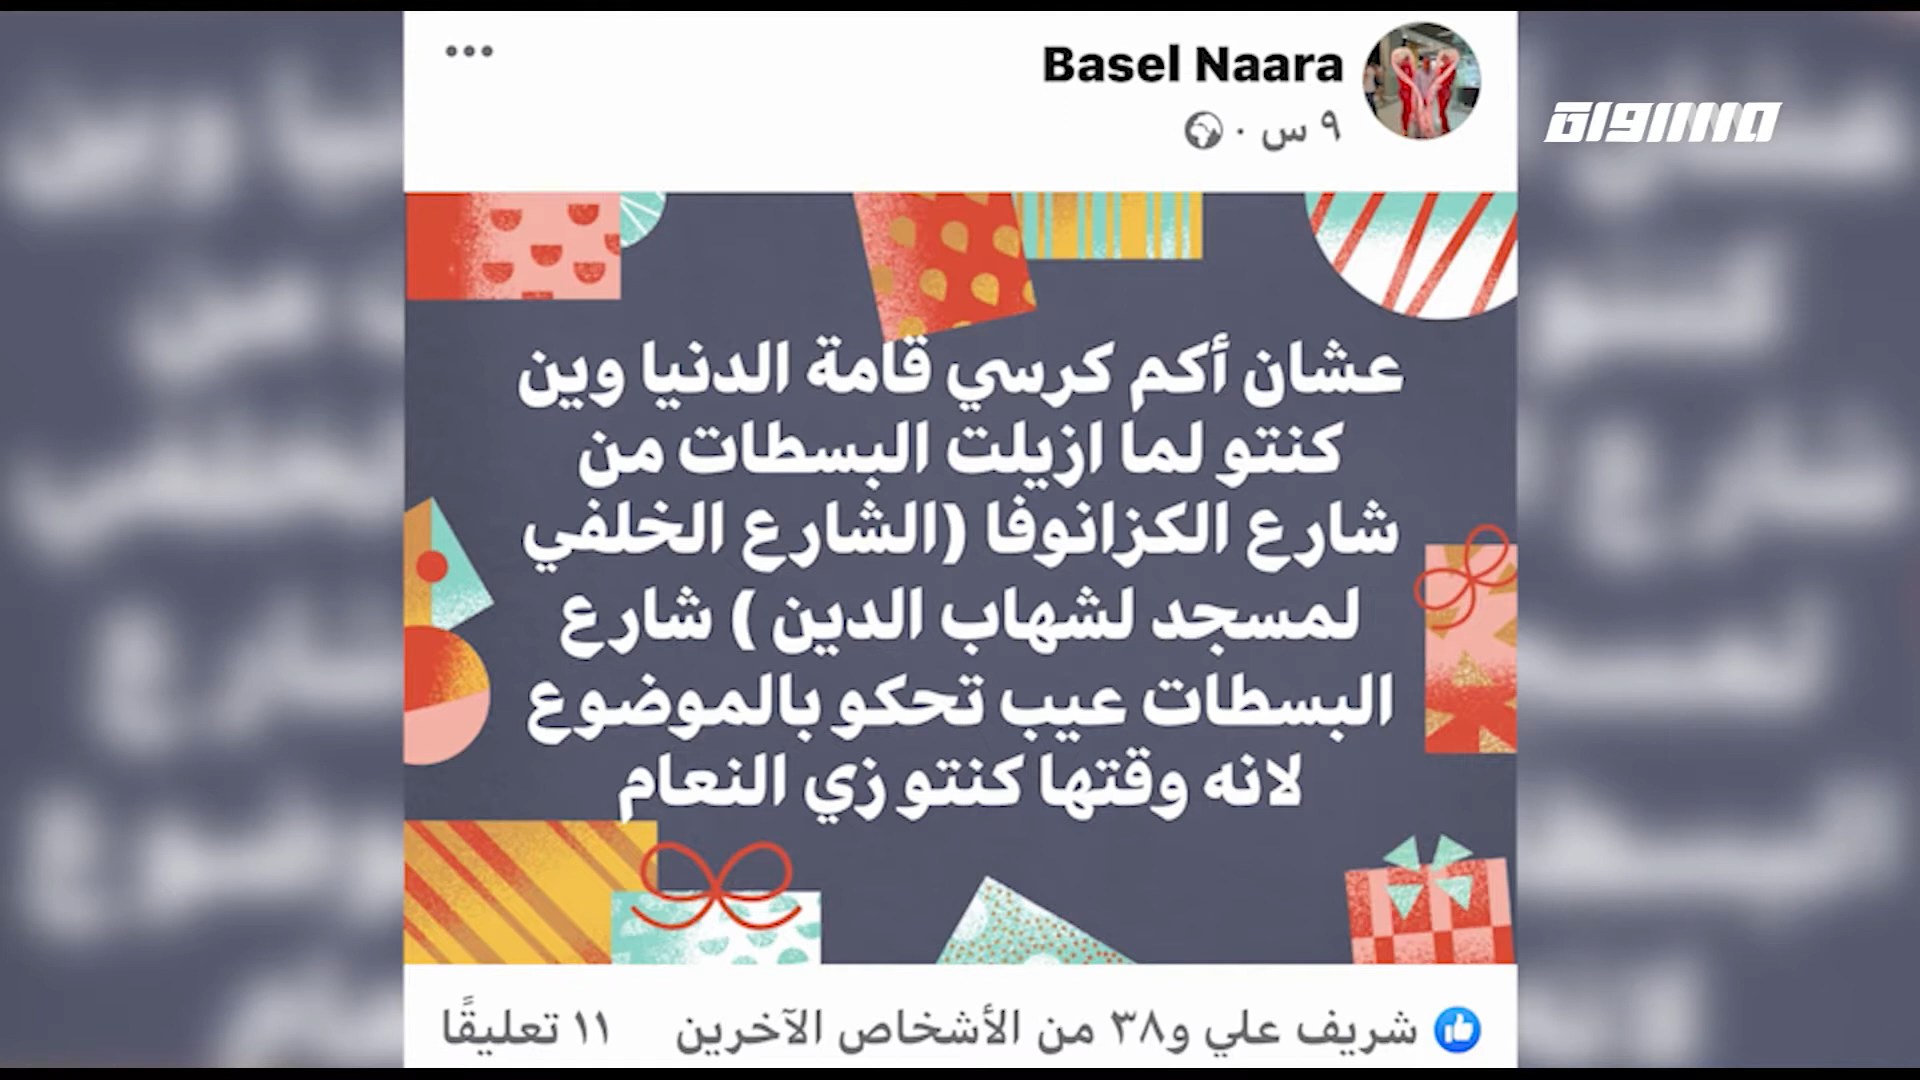 Basel Naara
٩ س ·
مساواة
عشان أكم كرسي قامة الدنيا وين
كنتو لما ازيلت البسطات من
شارع الكزانوفا (الشارع الخلفي
لمسجد لشهاب الدين ) شارع
البسطات عيب تحكو بالموضوع
لانه وقتها كنتو زي النعام
شريف علي و٣٨ من الأشخاص الآخرين
١١ تعليقًا